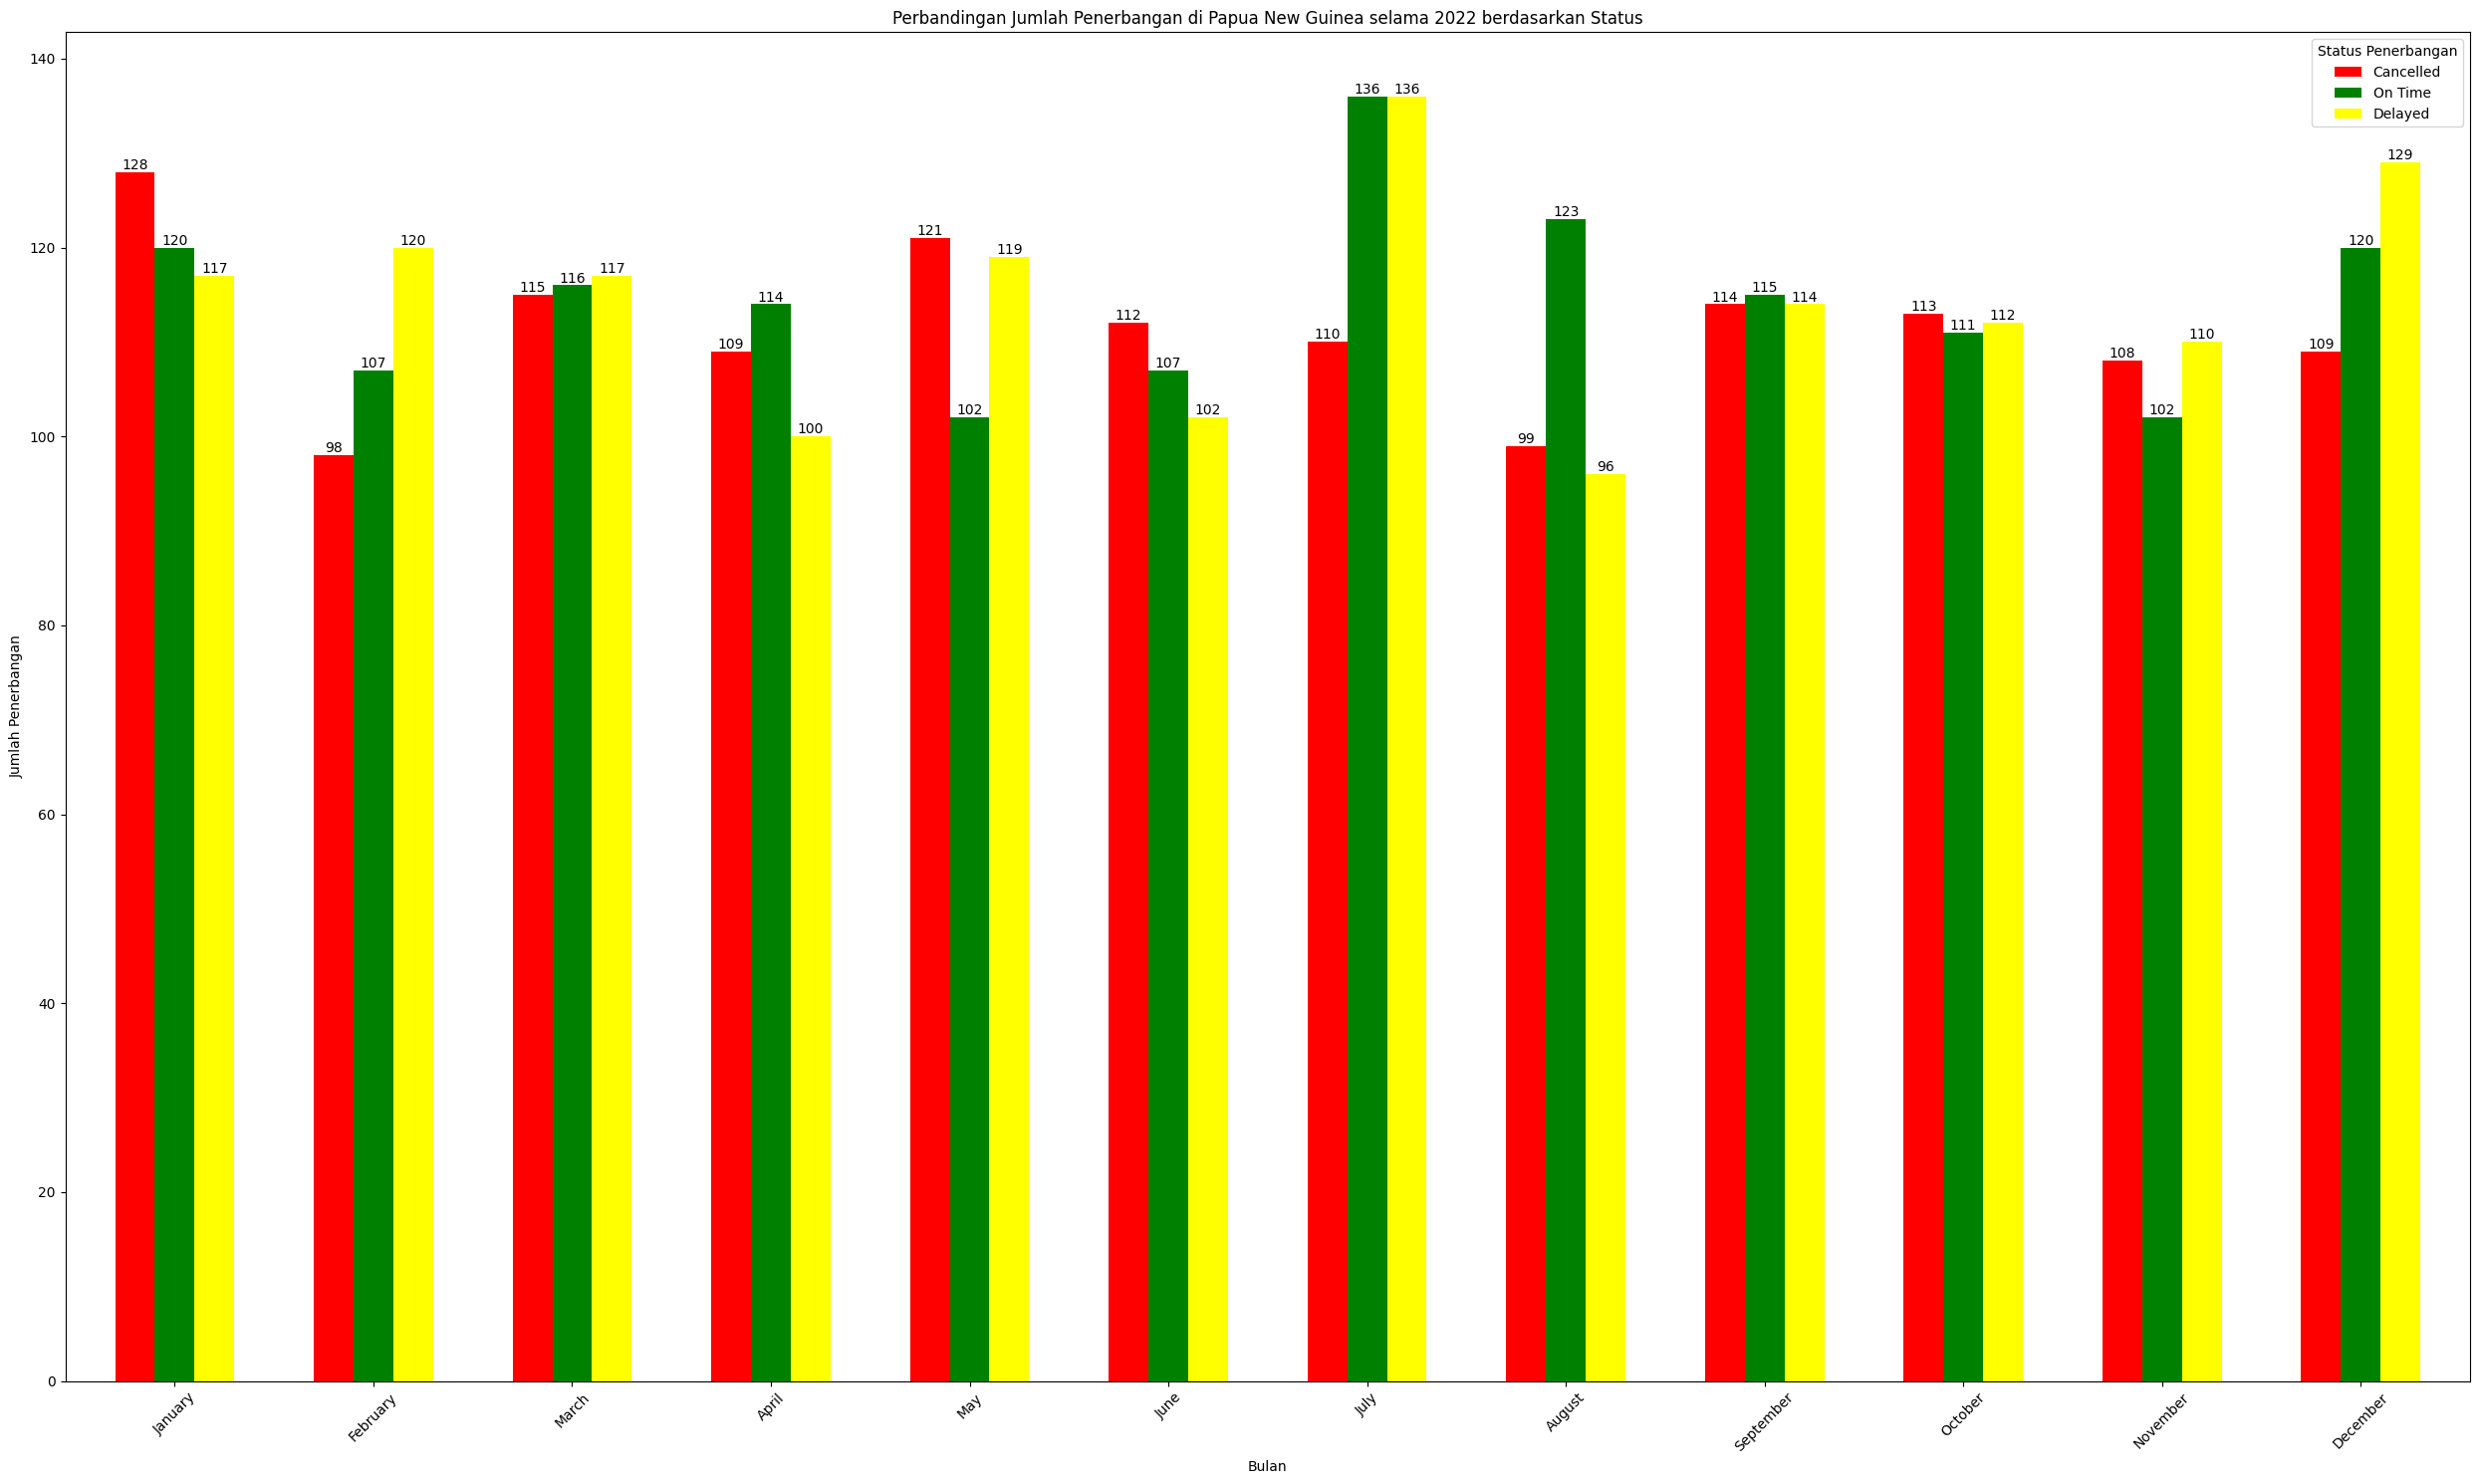 Perbandingan Jumlah Penerbangan di Papua New Guinea selama 2022 berdasarkan Status
Status Penerbangan
Cancelled
On Time
Delayed
Jumlah Penerbangan
140
120
100
80
60
40
20
0
128 120 117
98 107 120
115 116 117
109 114 100
121 102 119
112 107 102
110 136 136
99 123 96
114 115 114
113 111 112
108 102 110
109 120 129
January February March April May June July August September October November December
Bulan